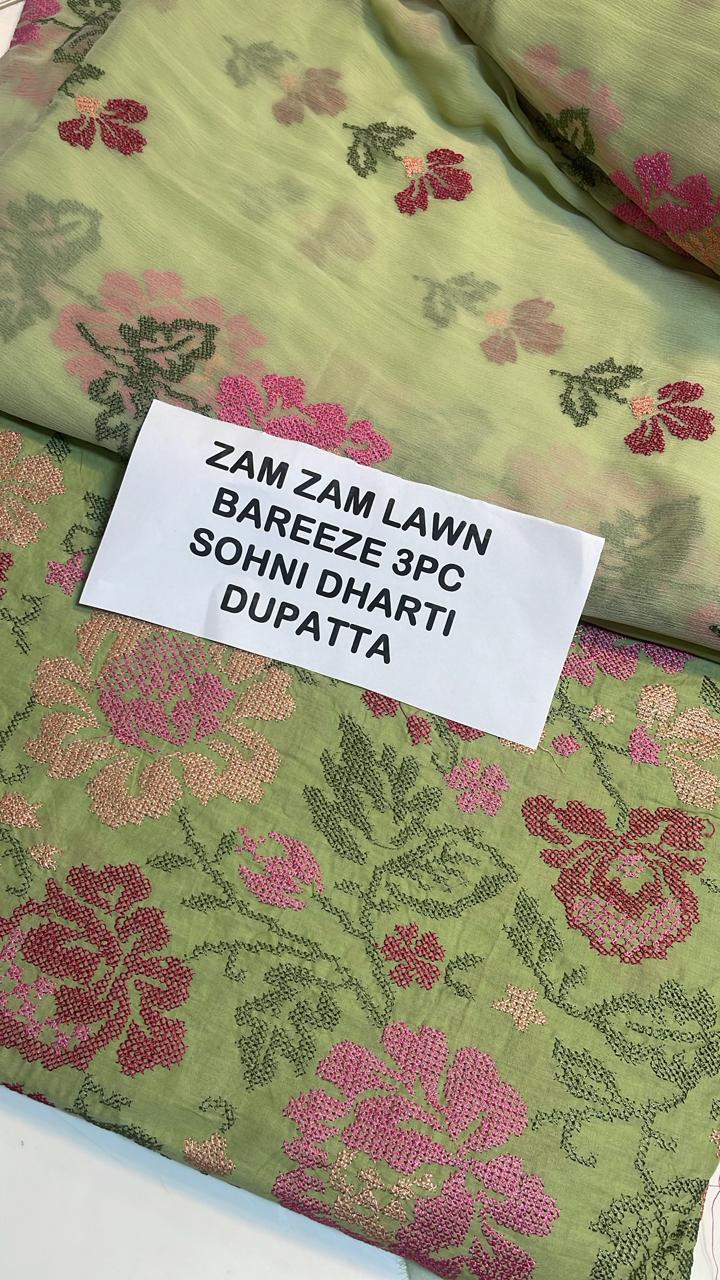 ZAM ZAM LAWN
BAREEZE 3PC
SOHNI DHARTI
DUPATTA